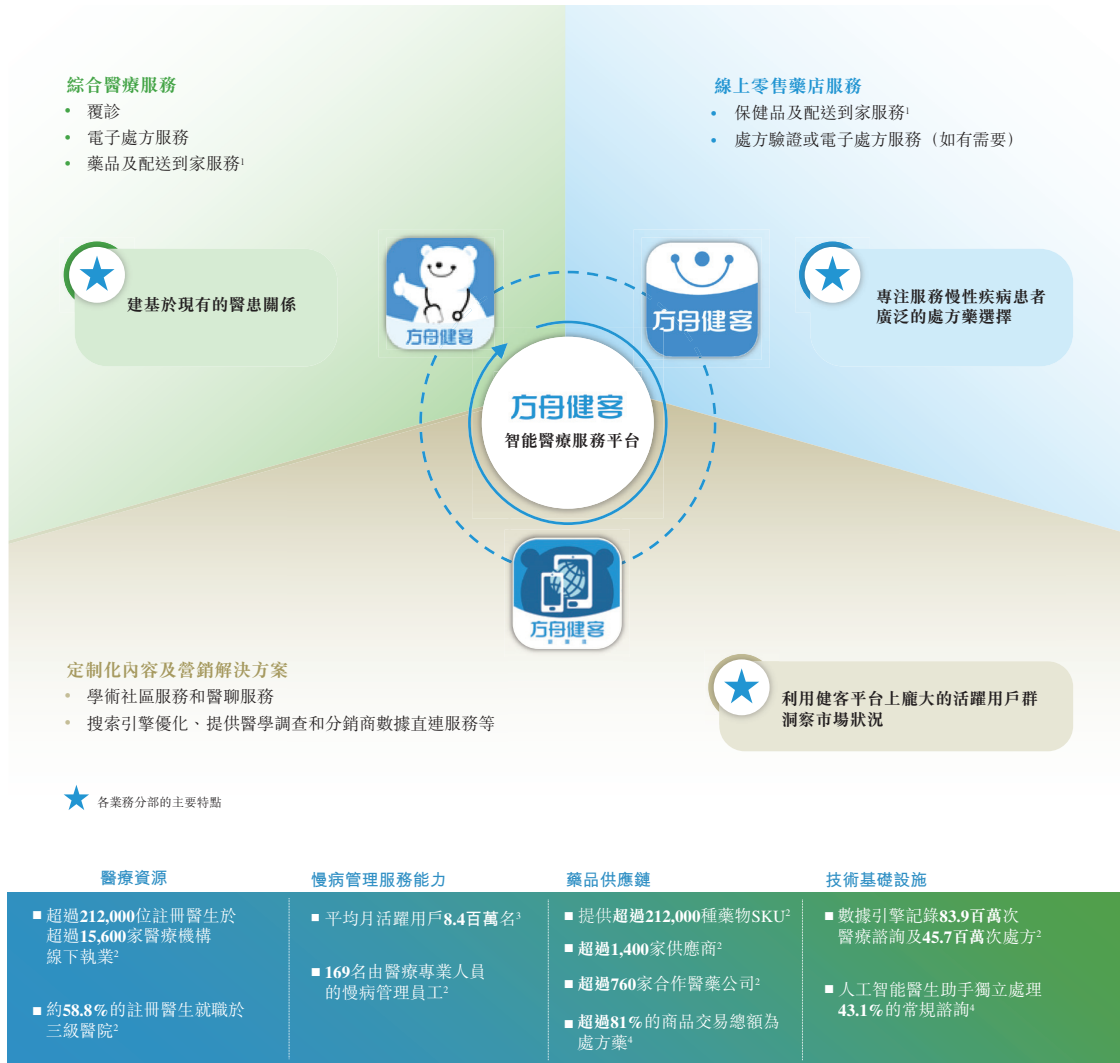 綜合醫療服務
• 覆診
• 電子處方服務
• 藥品及配送到家服務¹
線上零售藥店服務
• 保健品及配送到家服務¹
• 處方驗證或電子處方服務（如有需要）
建基於現有的醫患關係
方舟健客
方舟健客
專注服務慢性疾病患者
廣泛的處方藥選擇
方舟健客
智能醫療服務平台
方舟健客
定制化內容及營銷解決方案
• 學術社區服務和醫聊服務
• 搜索引擎優化、提供醫學調查和分銷商數據直連服務等
利用健客平台上龐大的活躍用戶群
洞察市場狀況
各業務分部的主要特點
醫療資源
■ 超過212,000位註冊醫生於
超過15,600家醫療機構
線下執業²
■ 約58.8%的註冊醫生就職於
三級醫院²
慢病管理服務能力
■ 平均月活躍用戶8.4百萬名³
■ 169名由醫療專業人員
的慢病管理員工²
藥品供應鏈
■ 提供超過212,000種藥物SKU²
■ 超過1,400家供應商²
■ 超過760家合作醫藥公司²
■ 超過81%的商品交易總額為
處方藥⁴
技術基礎設施
■ 數據引擎記錄83.9百萬次
醫療諮詢及45.7百萬次處方²
■ 人工智能醫生助手獨立處理
43.1%的常規諮詢⁴